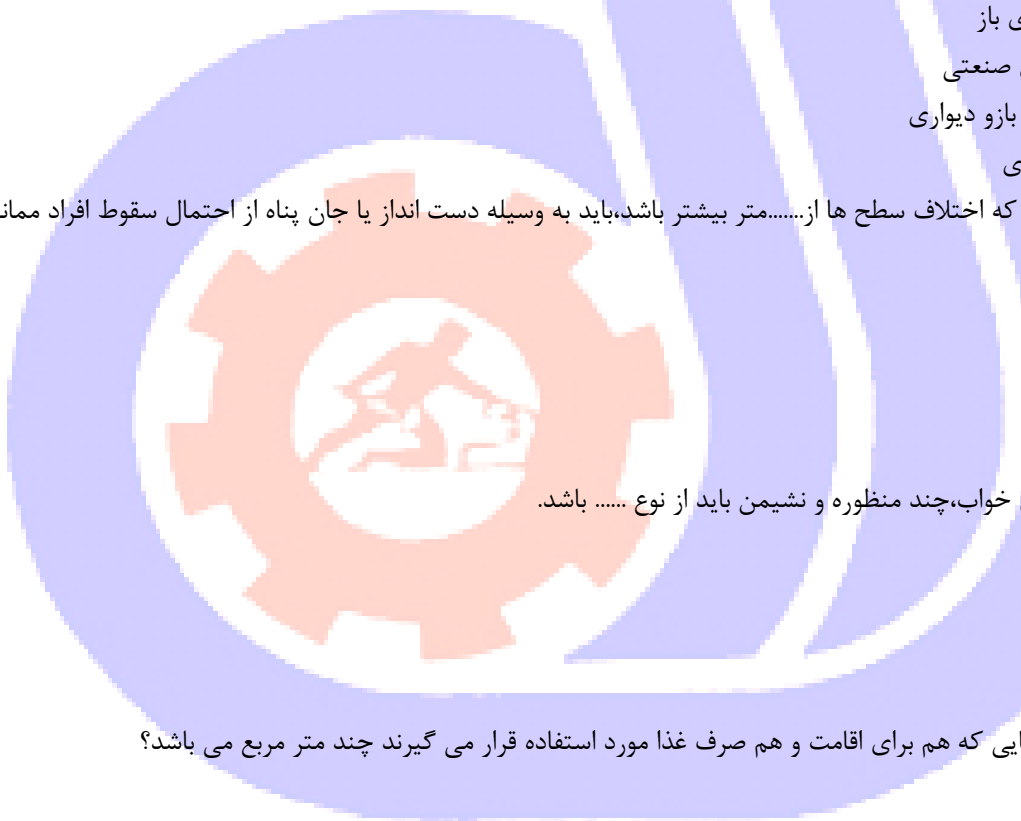 ی باز
صنعتی
بازو دیواری
ی
که اختلاف سطح ها از.......متر بیشتر باشد،باید به وسیله دست انداز یا جان پناه از احتمال سقوط افراد ممان
خواب،چند منظوره و نشیمن باید از نوع ...... باشد.
ایی که هم برای اقامت و هم صرف غذا مورد استفاده قرار می گیرند چند متر مربع می باشد؟